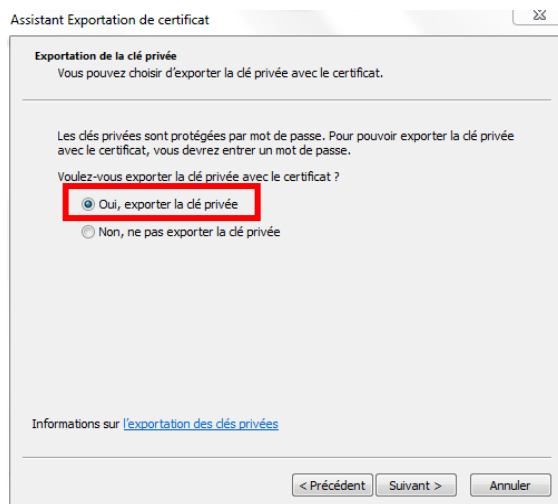 Assistant Exportation de certificat
Exportation de la clé privée
Vous pouvez choisir d'exporter la clé privée avec le certificat.
Les clés privées sont protégées par mot de passe. Pour pouvoir exporter la clé privée
avec le certificat, vous devrez entrer un mot de passe.
Voulez-vous exporter la clé privée avec le certificat ?
Oui, exporter la clé privée
Non, ne pas exporter la clé privée
Informations sur l'exportation des clés privées
< Précédent Suivant > Annuler